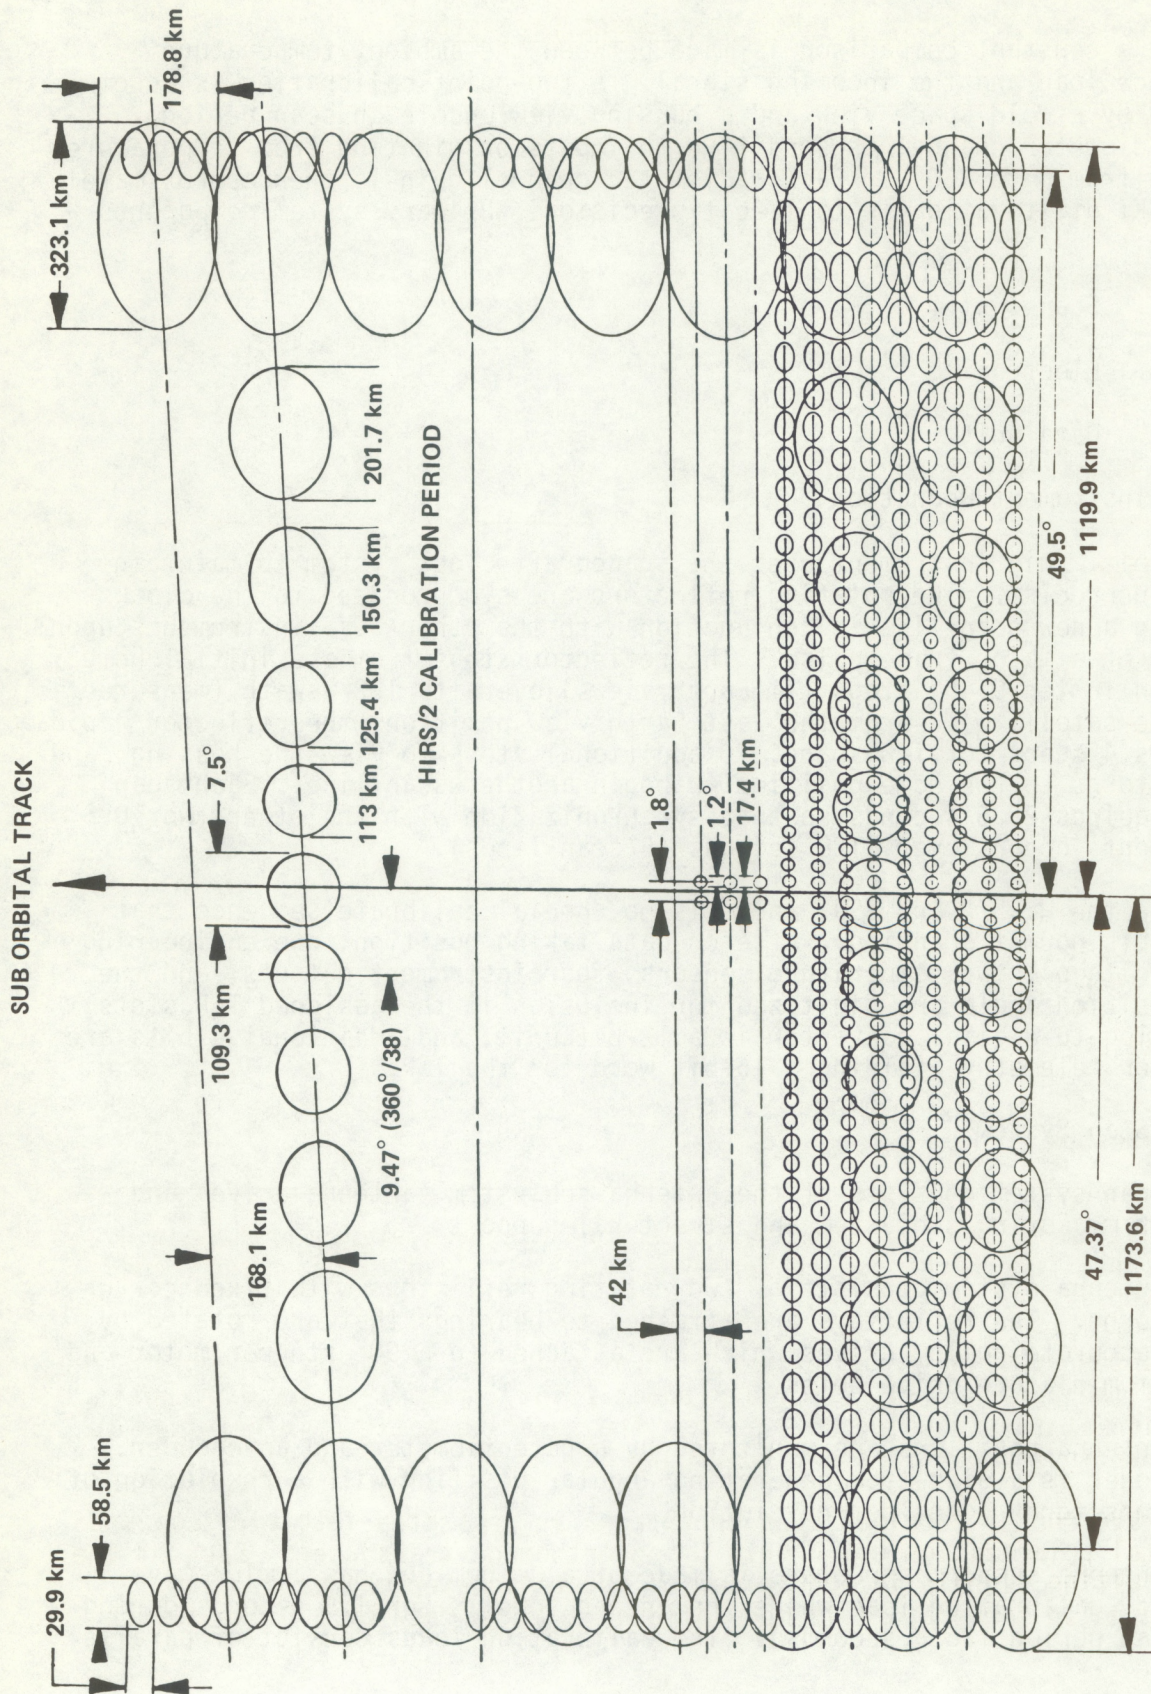 SUB ORBITAL TRACK
29.9 km
58.5 km
109.3 km
7.5°
323.1 km
178.8 km
168.1 km
9.47° (360°/38)
113 km
125.4 km
150.3 km
201.7 km
HIRS/2 CALIBRATION PERIOD
42 km
1.8°
1.2°
17.4 km
47.37°
49.5°
1173.6 km
1119.9 km